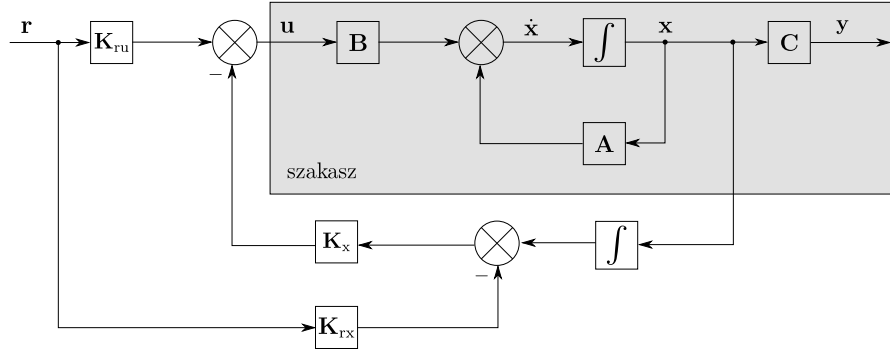 r
K_ru
−
u
B
ẋ
∫
x
C
y
A
szakasz
K_x
−
∫
K_rx